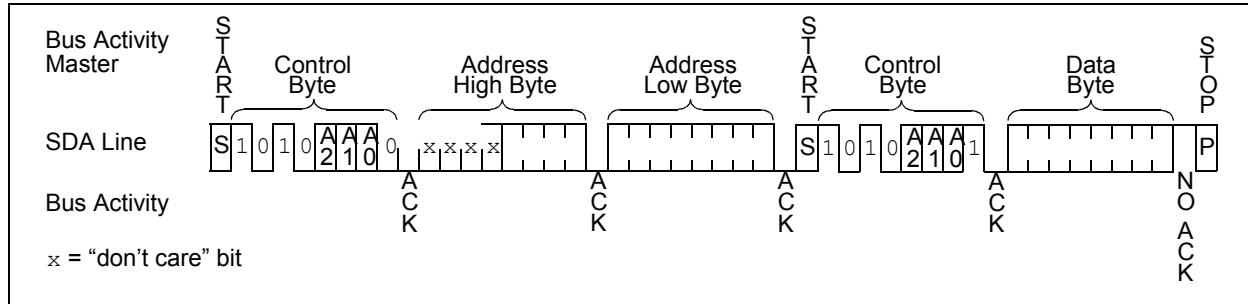 Bus Activity
Master
START
Control
Byte
Address
High Byte
Address
Low Byte
START
Control
Byte
Data
Byte
STOP
SDA Line
S 1 0 1 0 A2 A1 A0 0
x x x x
S 1 0 1 0 A2 A1 A0 1
P
Bus Activity
ACK
ACK
ACK
ACK
NO ACK
x = “don’t care” bit